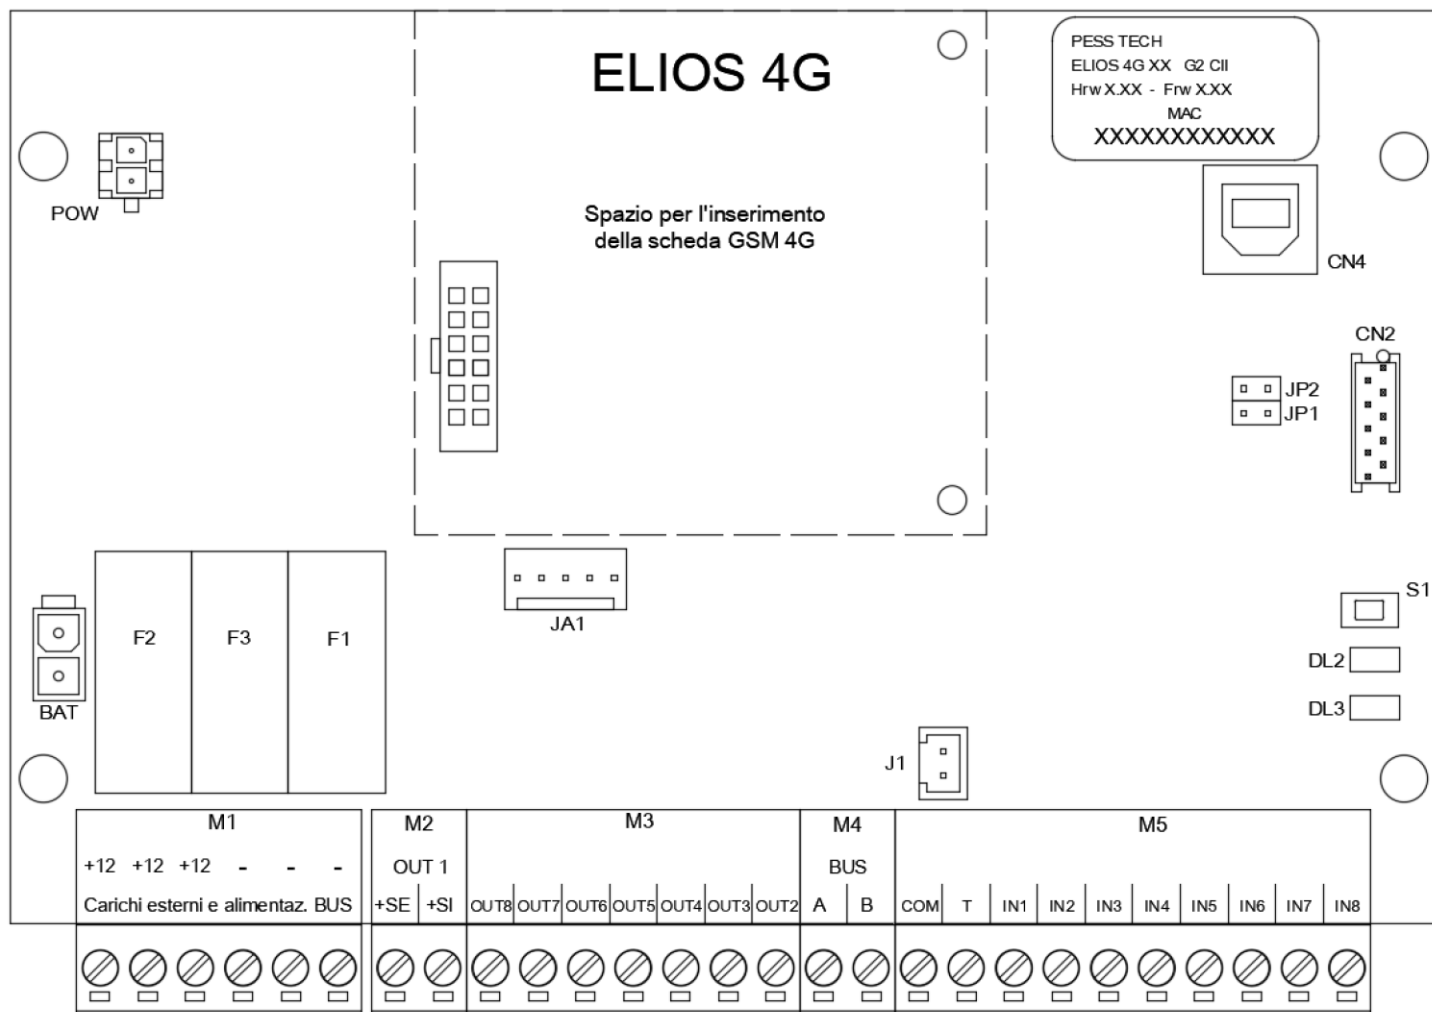 ELIOS 4G
PESS TECH
ELIOS 4G XX G2 CII
Hrw X.XX - Frw X.XX
MAC
XXXXXXXXXXXX
POW
Spazio per l'inserimento
della scheda GSM 4G
CN4
CN2
JP2
JP1
F2 F3 F1
JA1
S1
DL2
BAT
DL3
J1
M1 M2 M3 M4 M5
+12 +12 +12 - - - OUT 1 BUS
Carichi esterni e alimentaz. BUS +SE +SI OUT8 OUT7 OUT6 OUT5 OUT4 OUT3 OUT2 A B COM T IN1 IN2 IN3 IN4 IN5 IN6 IN7 IN8